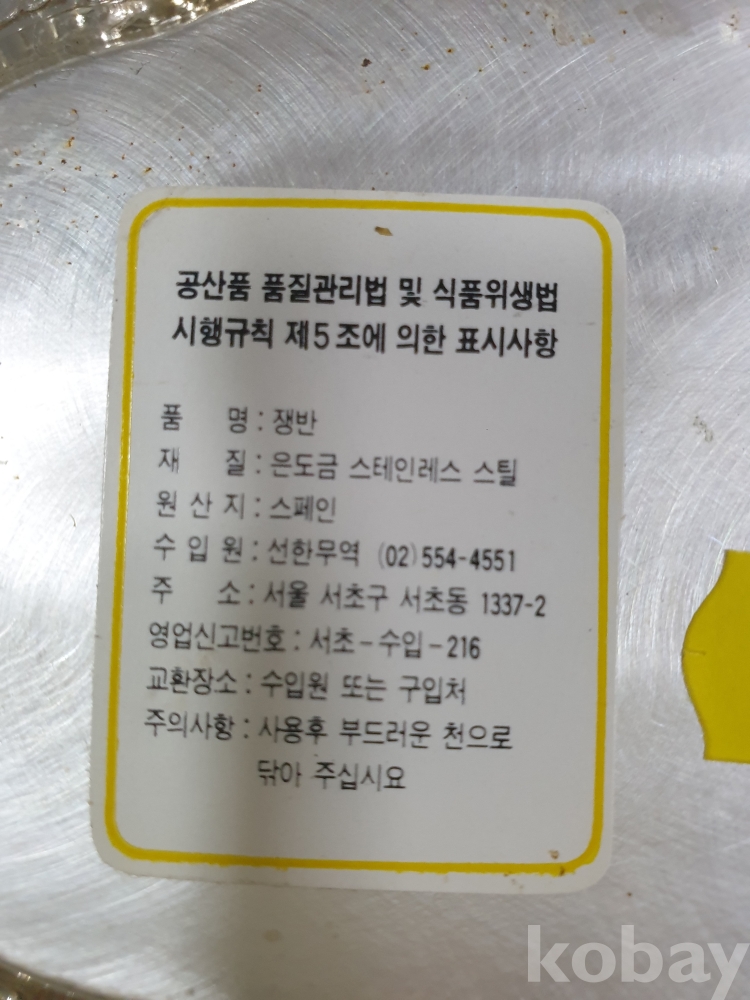 공산품 품질관리법 및 식품위생법
시행규칙 제5조에 의한 표시사항
품 명 : 쟁반
재 질 : 은도금 스테인레스 스틸
원 산 지 : 스페인
수 입 원 : 선한무역 (02)554-4551
주 소 : 서울 서초구 서초동 1337-2
영업신고번호 : 서초-수입-216
교환장소 : 수입원 또는 구입처
주의사항 : 사용후 부드러운 천으로
닦아 주십시요
kobay